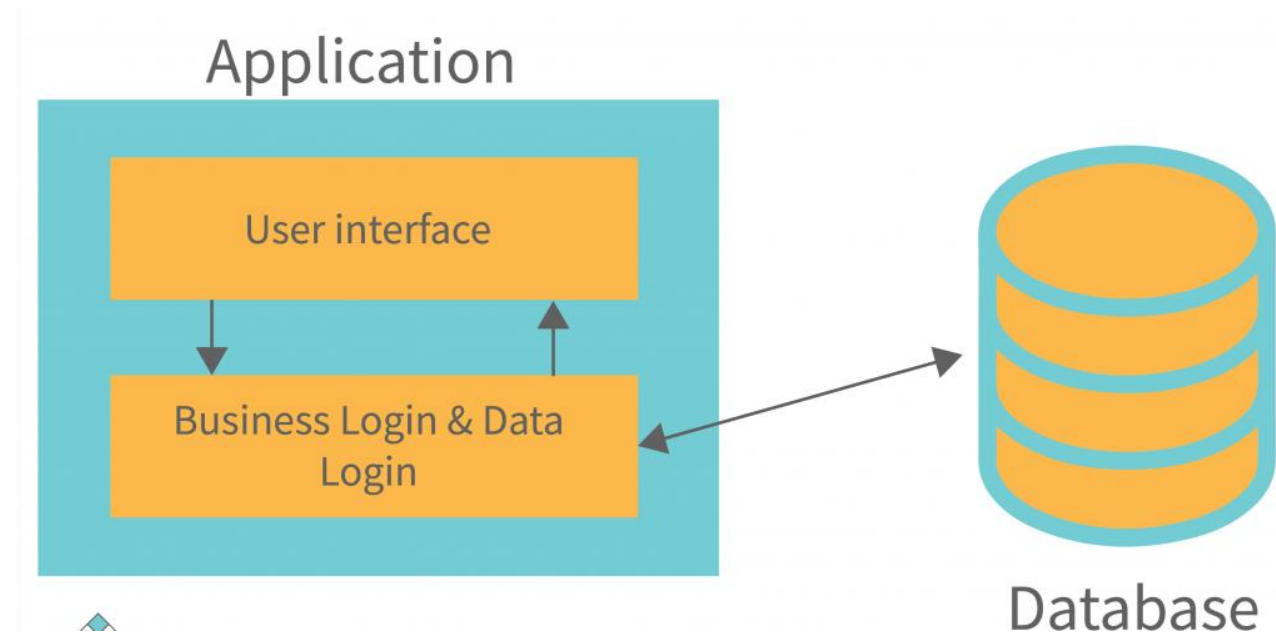 Application
User interface
Business Login & Data
Login
Database